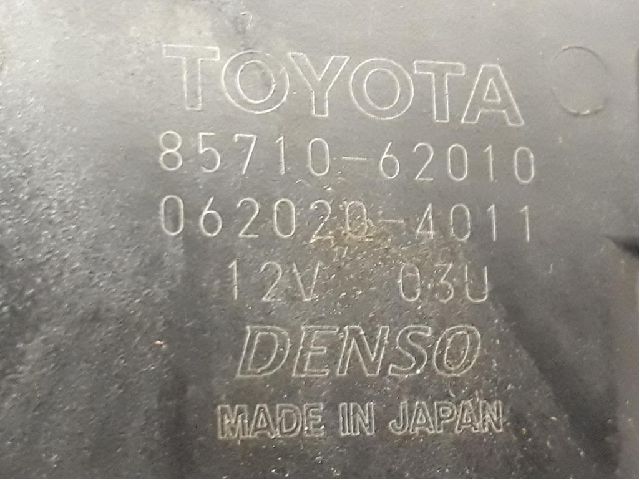 TOYOTA
85710-62010
062020-4011
12V 03U
DENSO
MADE IN JAPAN